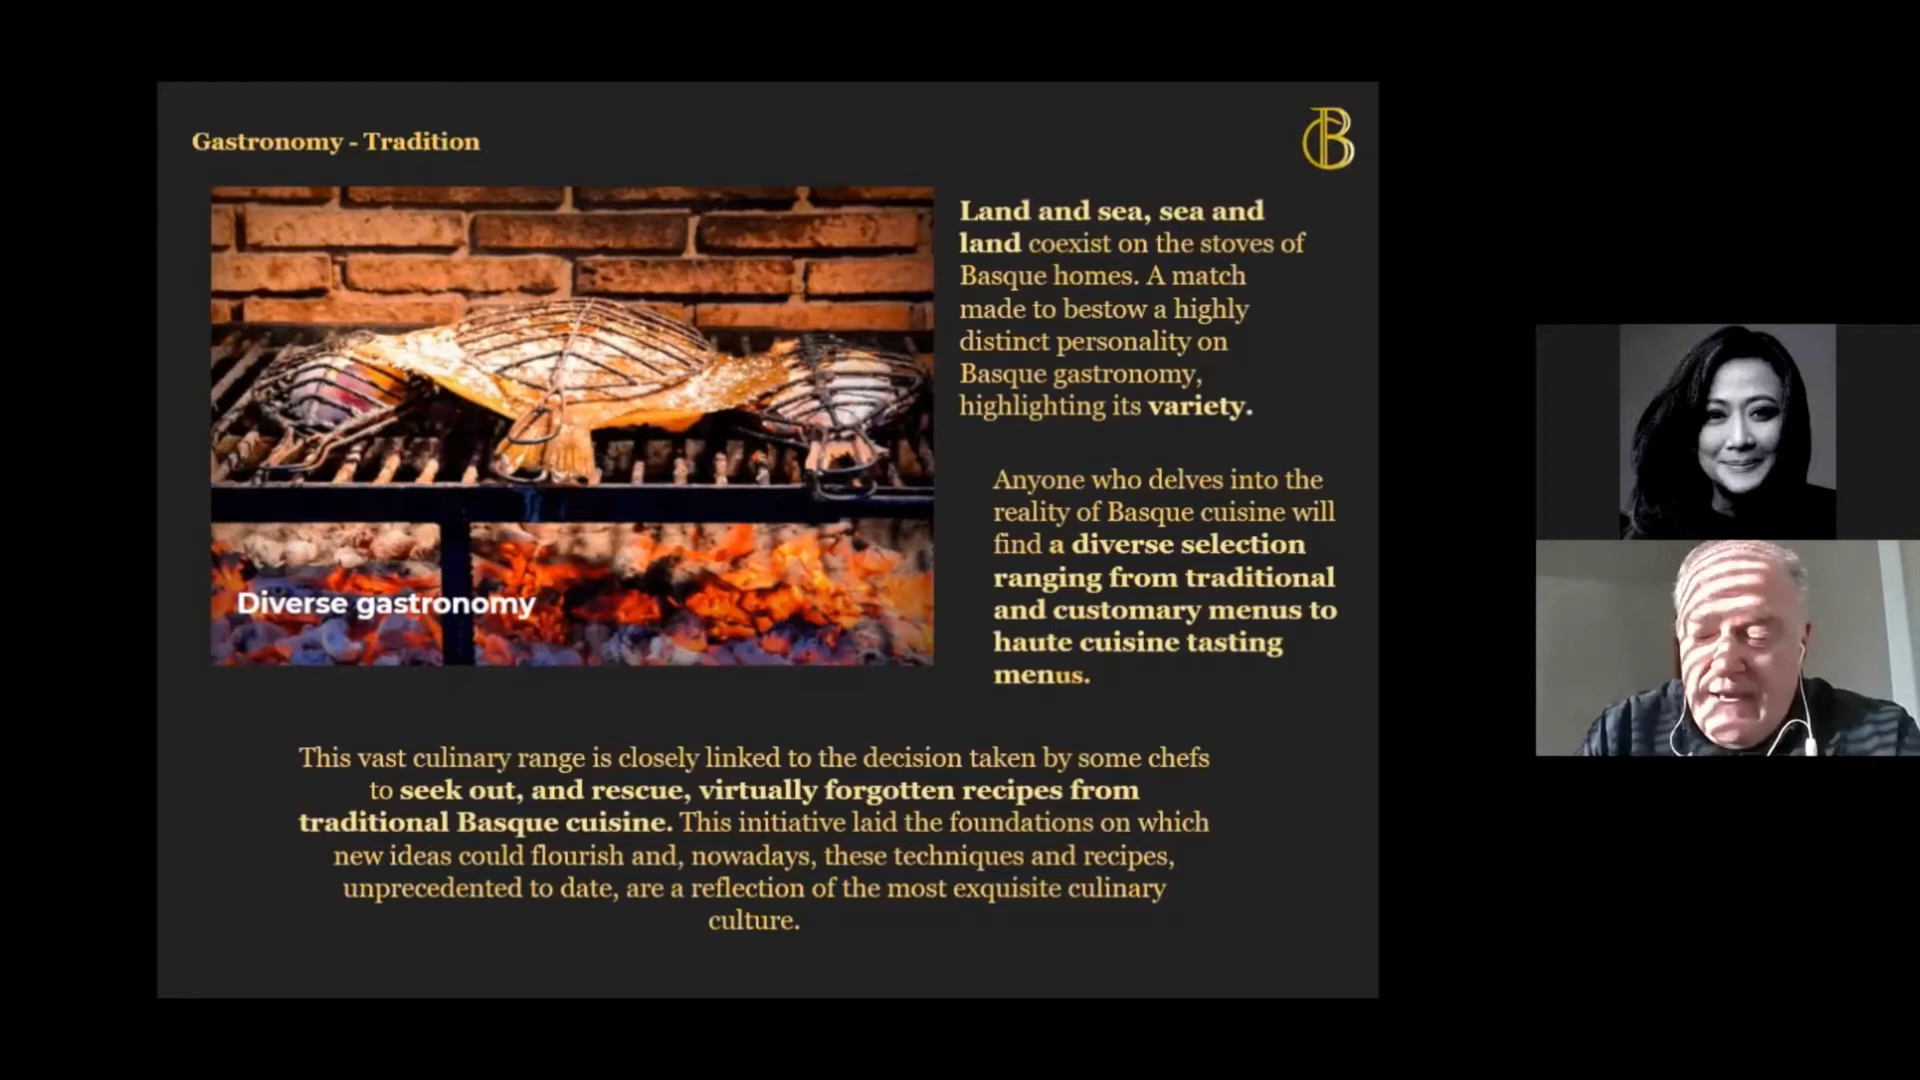 Gastronomy - Tradition
B
Land and sea, sea and
land coexist on the stoves of
Basque homes. A match
made to bestow a highly
distinct personality on
Basque gastronomy,
highlighting its variety.
Anyone who delves into the
reality of Basque cuisine will
find a diverse selection
ranging from traditional
and customary menus to
haute cuisine tasting
menus.
Diverse gastronomy
This vast culinary range is closely linked to the decision taken by some chefs
to seek out, and rescue, virtually forgotten recipes from
traditional Basque cuisine. This initiative laid the foundations on which
new ideas could flourish and, nowadays, these techniques and recipes,
unprecedented to date, are a reflection of the most exquisite culinary
culture.